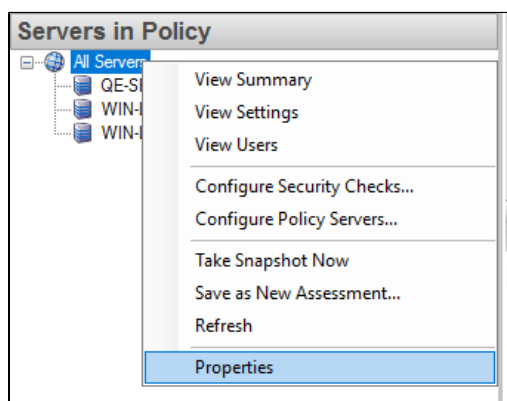 Servers in Policy
All Servers
QE-S
WIN-
WIN-
View Summary
View Settings
View Users
Configure Security Checks...
Configure Policy Servers...
Take Snapshot Now
Save as New Assessment...
Refresh
Properties